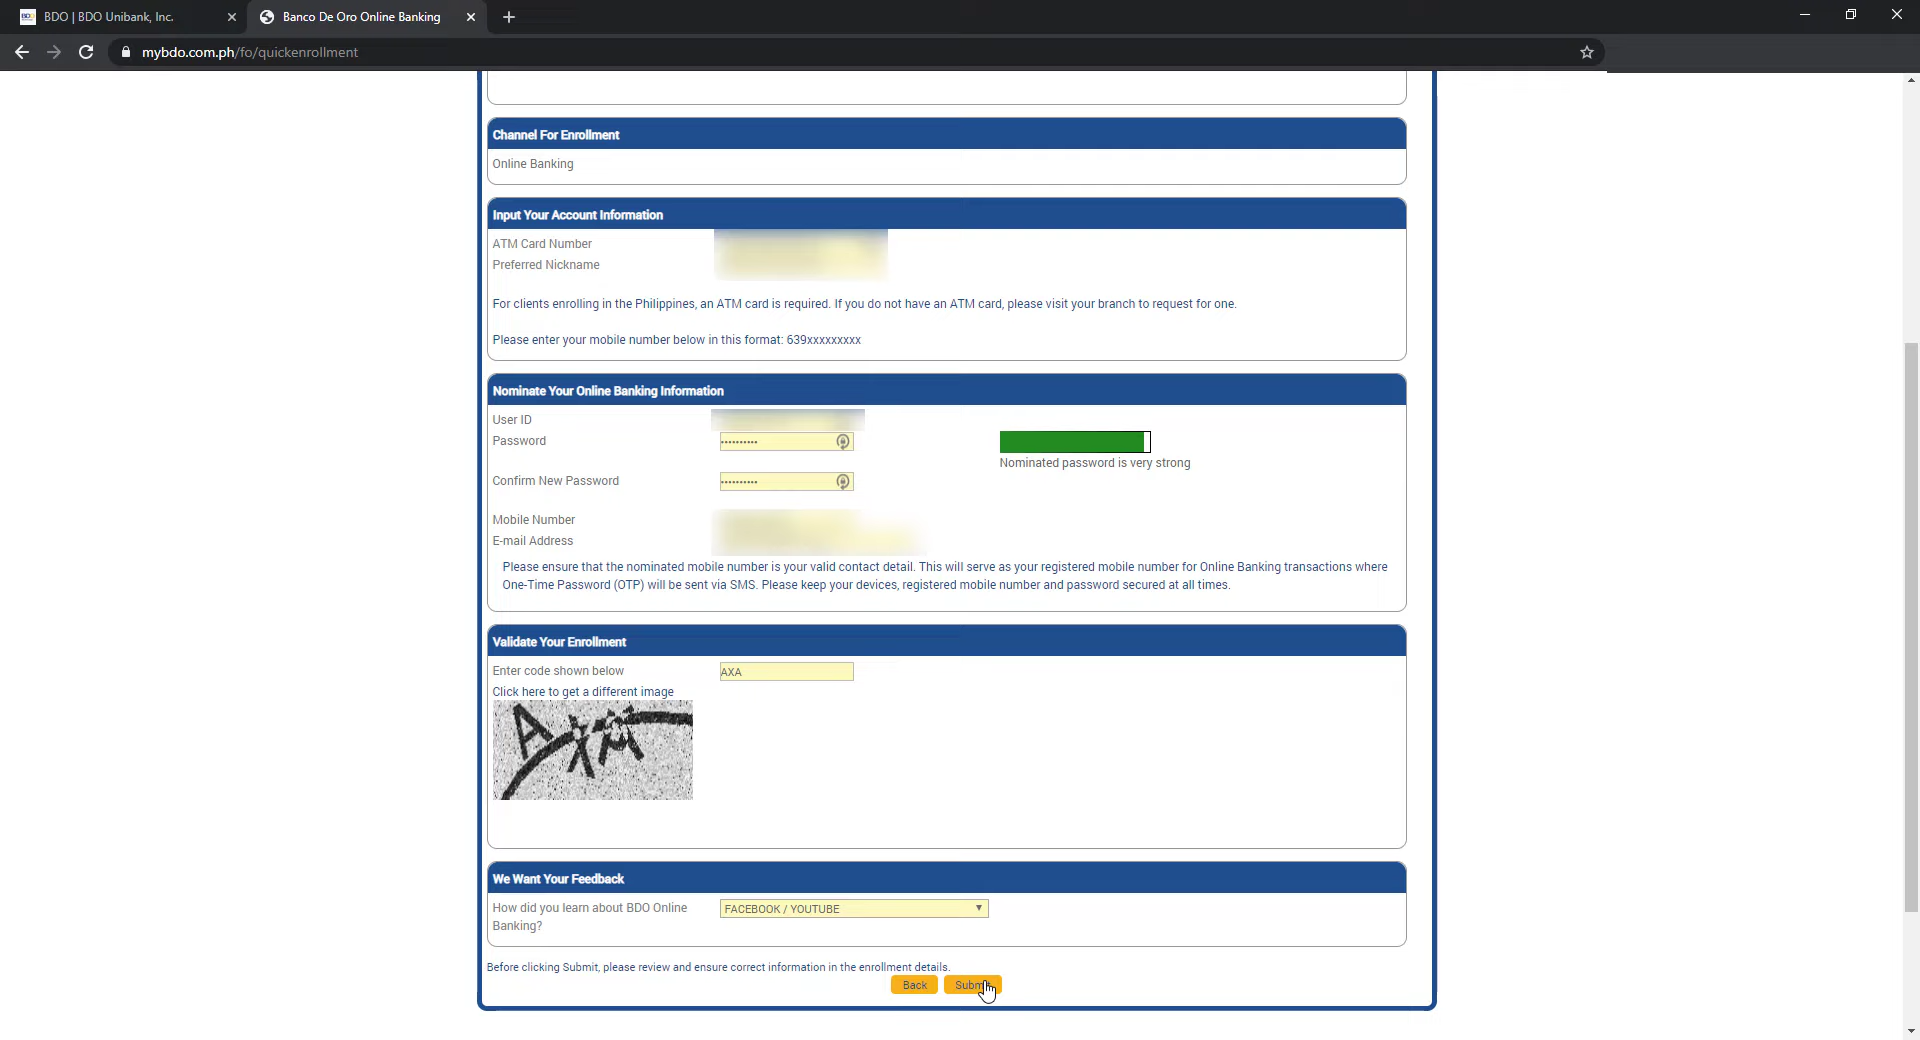 BDO | BDO Unibank, Inc.
Banco De Oro Online Banking
mybdo.com.ph/fo/quickenrollment
Channel For Enrollment
Online Banking
Input Your Account Information
ATM Card Number
Preferred Nickname
For clients enrolling in the Philippines, an ATM card is required. If you do not have an ATM card, please visit your branch to request for one.
Please enter your mobile number below in this format: 639xxxxxxxxx
Nominate Your Online Banking Information
User ID
Password
Nominated password is very strong
Confirm New Password
Mobile Number
E-mail Address
Please ensure that the nominated mobile number is your valid contact detail. This will serve as your registered mobile number for Online Banking transactions where
One-Time Password (OTP) will be sent via SMS. Please keep your devices, registered mobile number and password secured at all times.
Validate Your Enrollment
Enter code shown below AXA
Click here to get a different image
We Want Your Feedback
How did you learn about BDO Online FACEBOOK / YOUTUBE
Banking?
Before clicking Submit, please review and ensure correct information in the enrollment details.
Back Submit